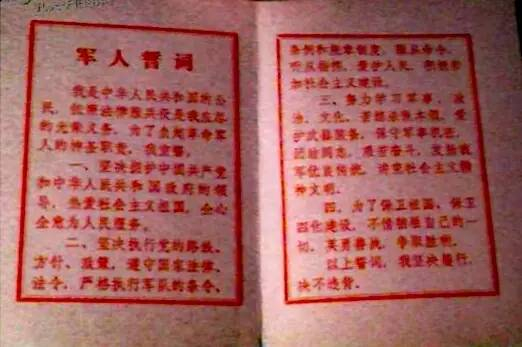 军人誓词
我是中华人民共和国的公
民，依照法律服兵役是我应尽
的光荣义务。为了负起革命军
人的神圣职责，我宣誓：
一、坚决拥护中国共产党
和中华人民共和国政府的领
导，热爱社会主义祖国，全心
全意为人民服务。
二、坚决执行党的路线、
方针、政策，遵守国家法律、
法令，严格执行军队的条令、
条例和规章制度，服从命令，
听从指挥，爱护人民，积极参
加社会主义建设。
三、努力学习军事、政
治、文化，苦练杀敌本领，爱
护武器装备，保守军事机密，
团结同志，艰苦奋斗，发扬我
军优良传统，讲究社会主义精
神文明。
四、为了保卫祖国、保卫
四化建设，不惜牺牲自己的一
切，英勇善战，争取胜利。
以上誓词，我坚决履行，
决不违背。